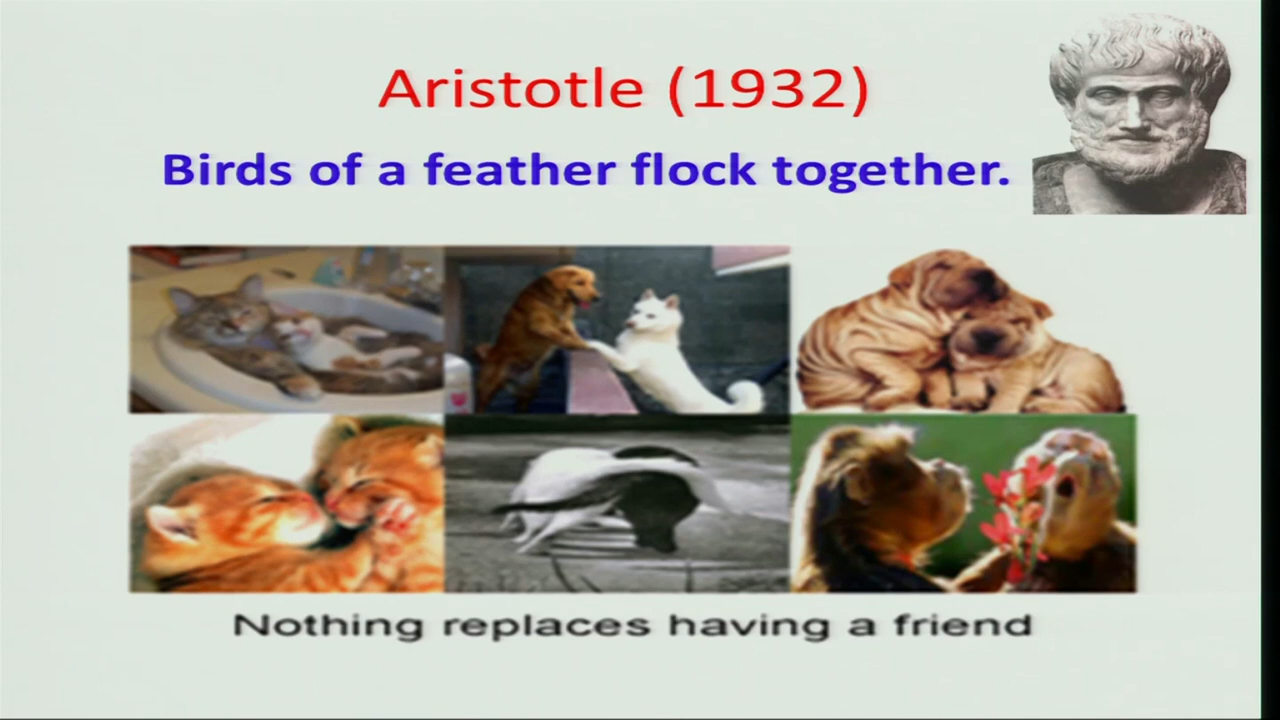 Aristotle (1932)
Birds of a feather flock together.
Nothing replaces having a friend